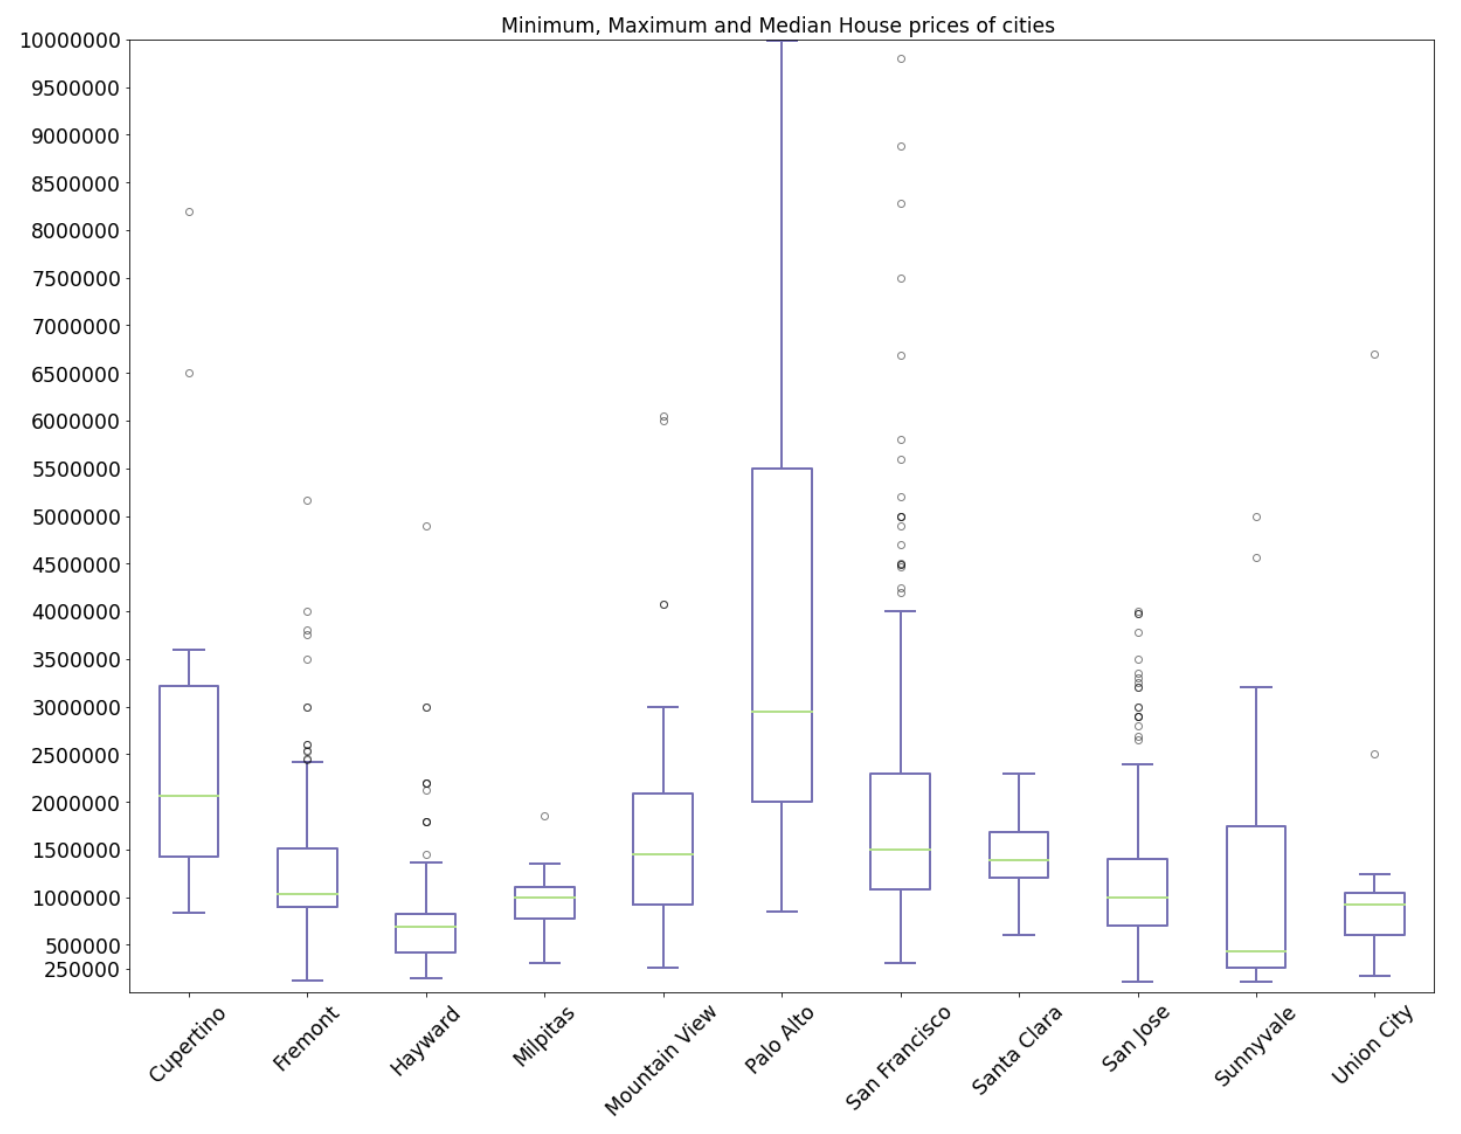 Minimum, Maximum and Median House prices of cities
10000000
9500000
9000000
8500000
8000000
7500000
7000000
6500000
6000000
5500000
5000000
4500000
4000000
3500000
3000000
2500000
2000000
1500000
1000000
500000
250000
Cupertino
Fremont
Hayward
Milpitas
Mountain View
Palo Alto
San Francisco
Santa Clara
San Jose
Sunnyvale
Union City